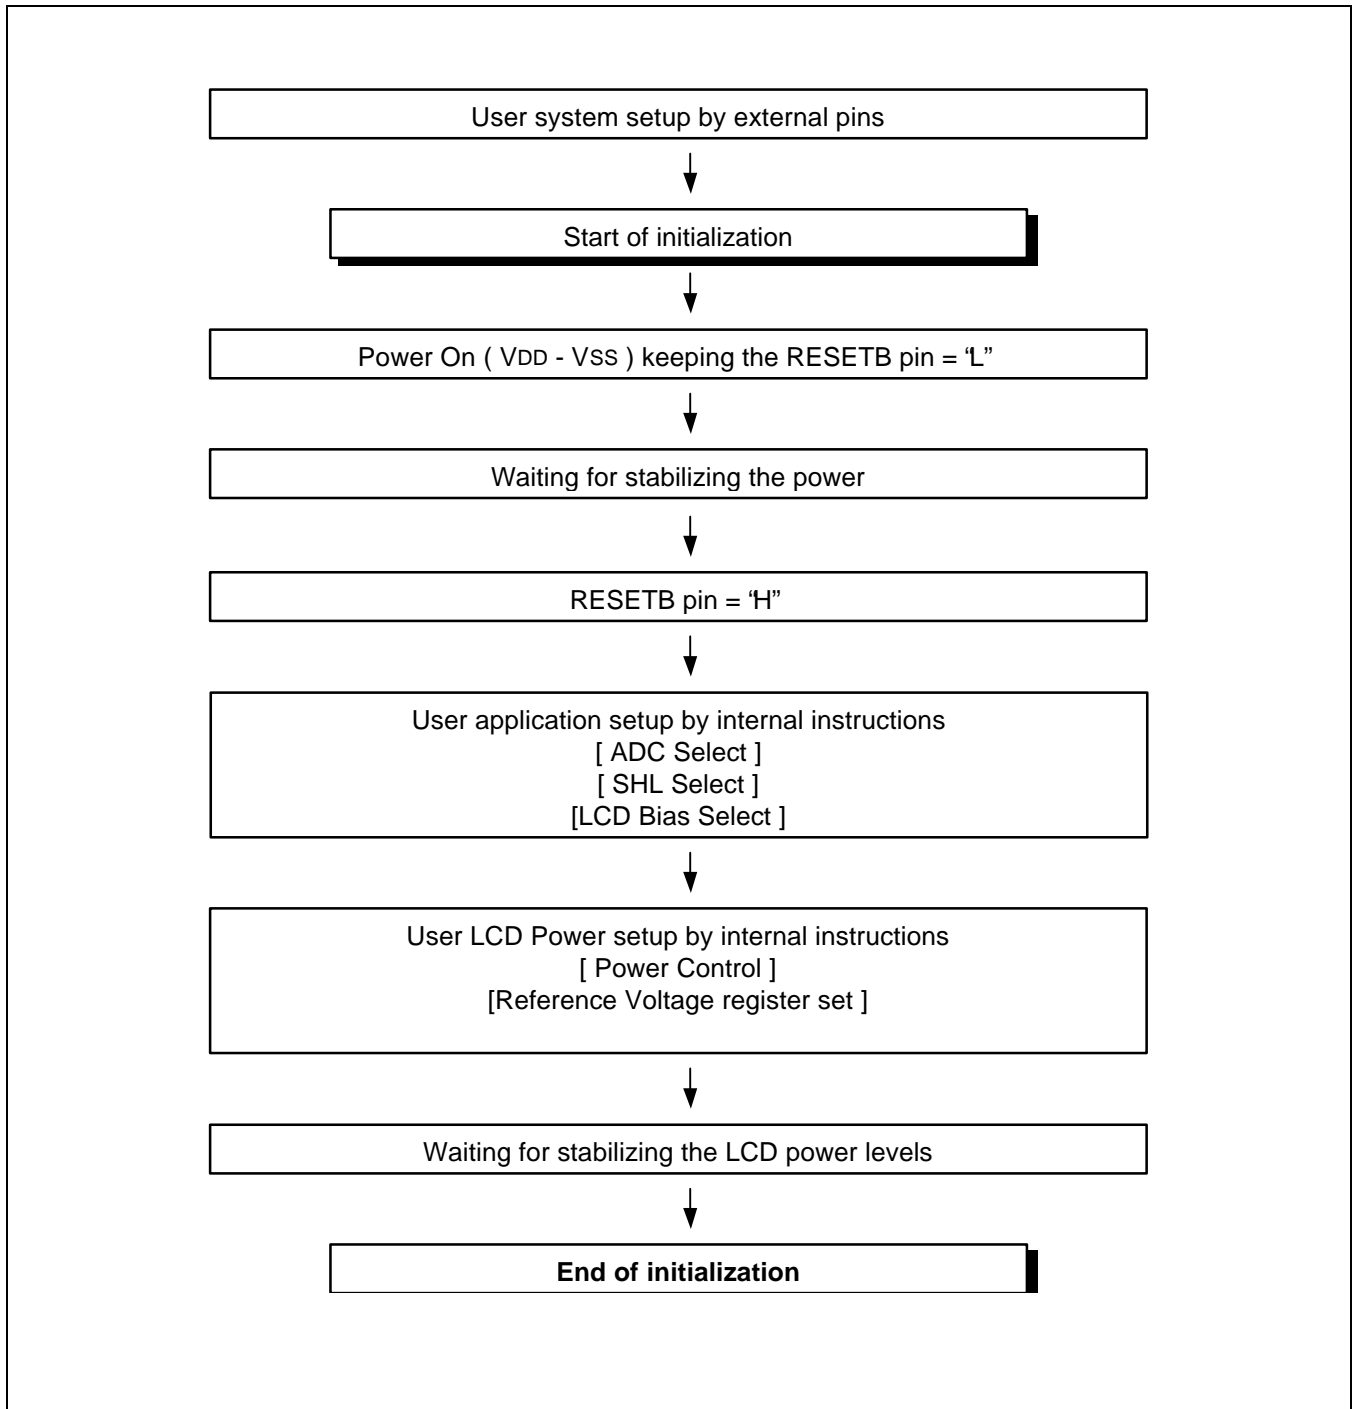 User system setup by external pins
Start of initialization
Power On ( VDD - VSS ) keeping the RESETB pin = “L”
Waiting for stabilizing the power
RESETB pin = “H”
User application setup by internal instructions
[ ADC Select ]
[ SHL Select ]
[LCD Bias Select ]
User LCD Power setup by internal instructions
[ Power Control ]
[Reference Voltage register set ]
Waiting for stabilizing the LCD power levels
End of initialization